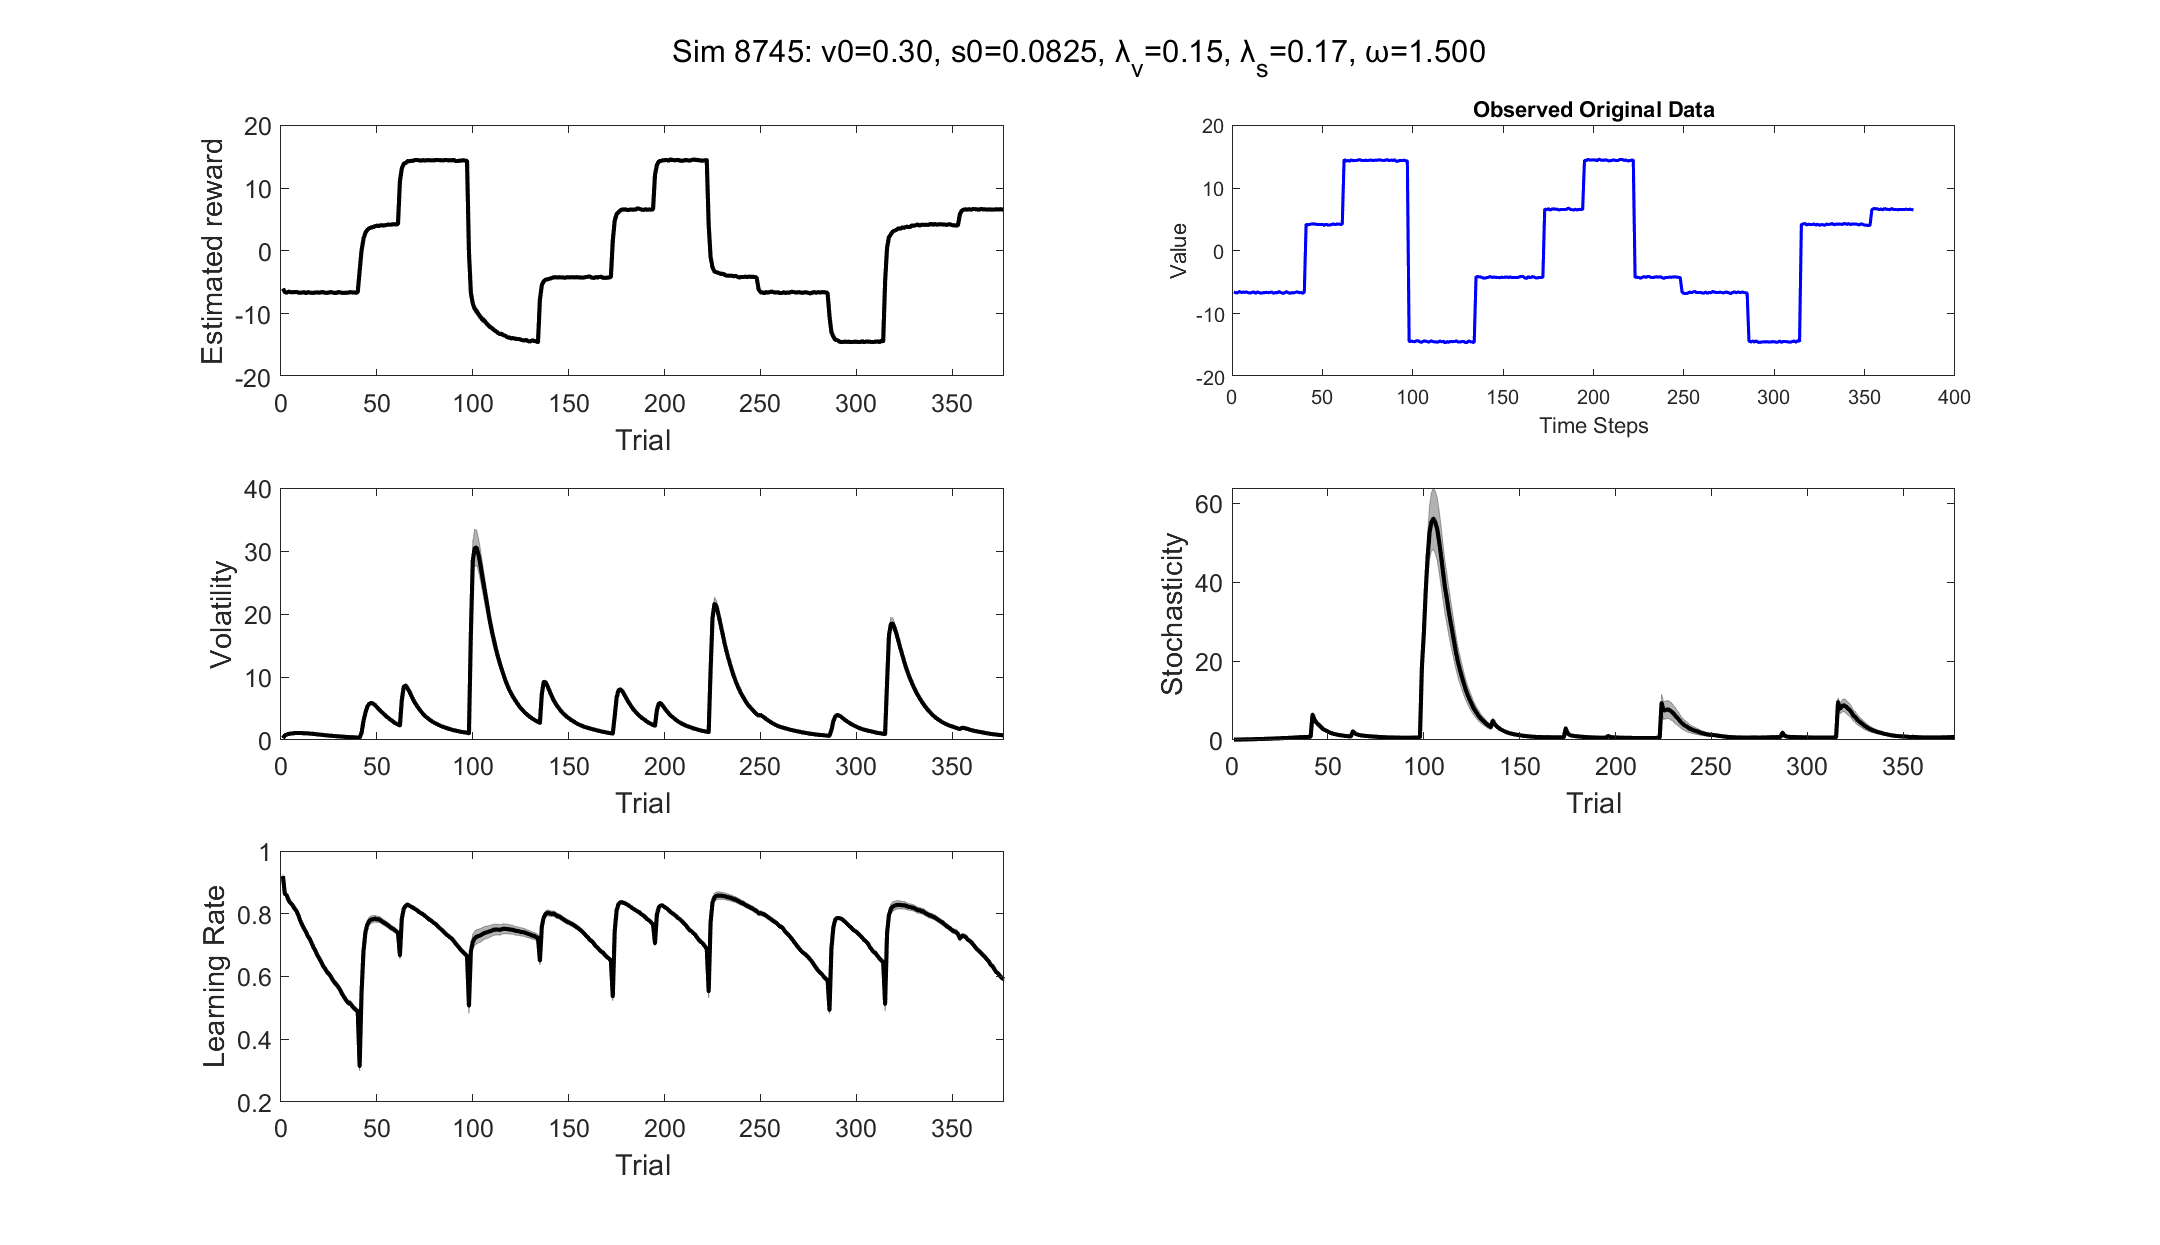 Sim 8745: v0=0.30, s0=0.0825, λv=0.15, λs=0.17, ω=1.500
Estimated reward
20
10
0
-10
-20
0 50 100 150 200 250 300 350
Trial
Observed Original Data
Value
20
10
0
-10
-20
0 50 100 150 200 250 300 350 400
Time Steps
Volatility
40
30
20
10
0
0 50 100 150 200 250 300 350
Trial
Stochasticity
60
40
20
0
0 50 100 150 200 250 300 350
Trial
Learning Rate
1
0.8
0.6
0.4
0.2
0 50 100 150 200 250 300 350
Trial